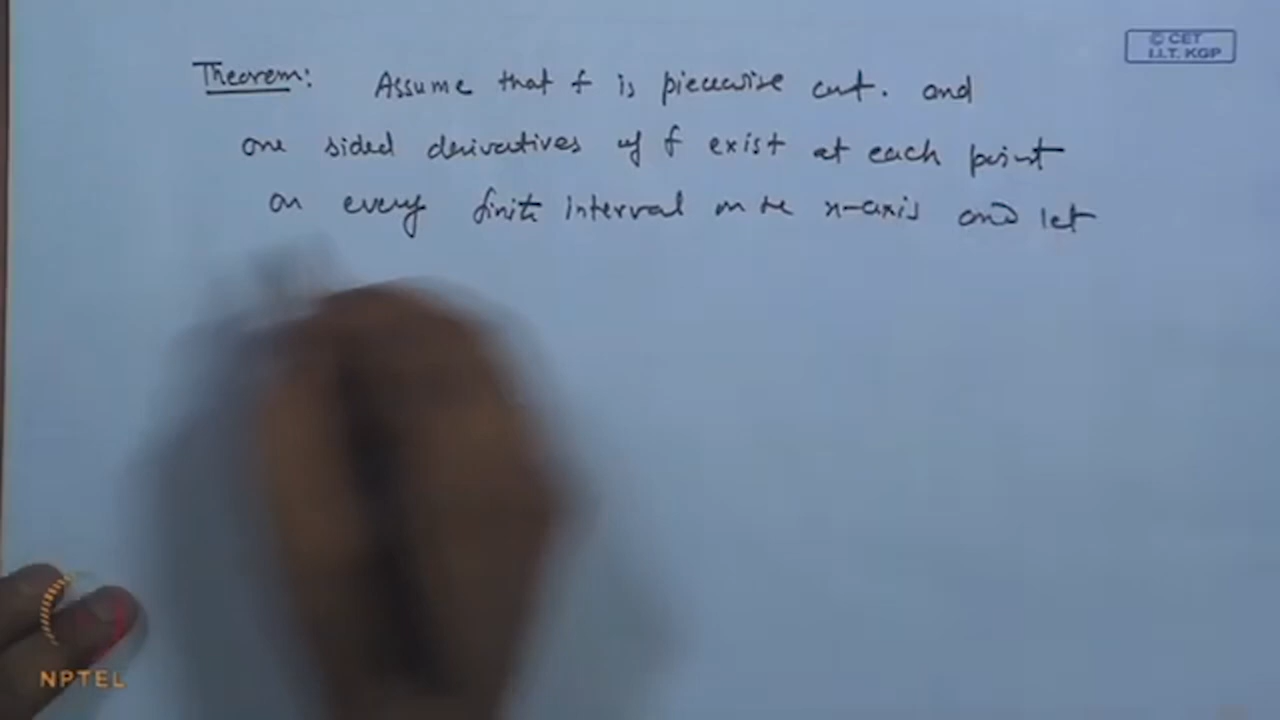 © CET
I.I.T. KGP
Theorem: Assume that f is piecewise cnt. and
one sided derivatives of f exist at each point
on every finite interval on the x-axis and let
NPTEL